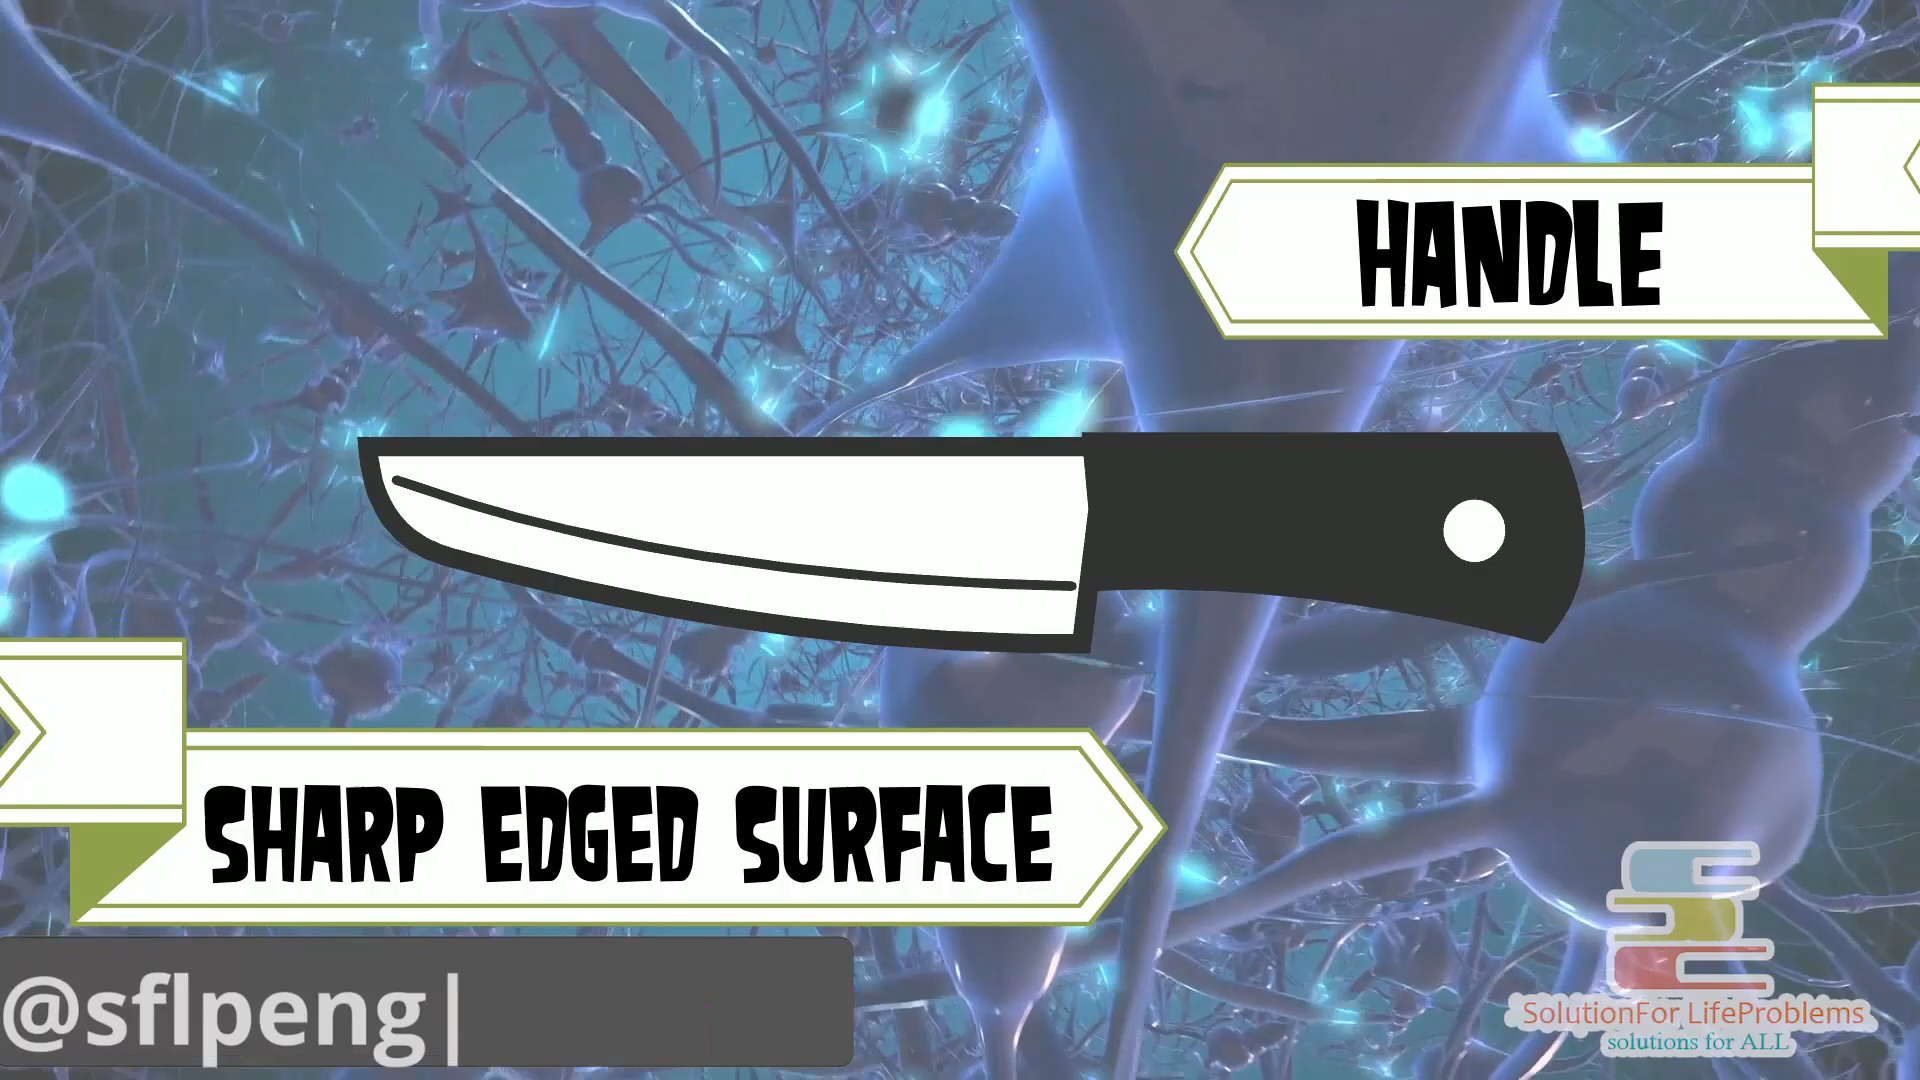 HANDLE
SHARP EDGED SURFACE
@sflpeng|
SolutionFor LifeProblems
solutions for ALL